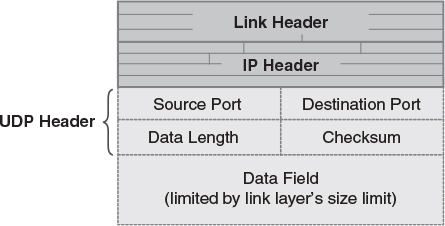 Link Header
IP Header
UDP Header
Source Port
Destination Port
Data Length
Checksum
Data Field
(limited by link layer's size limit)